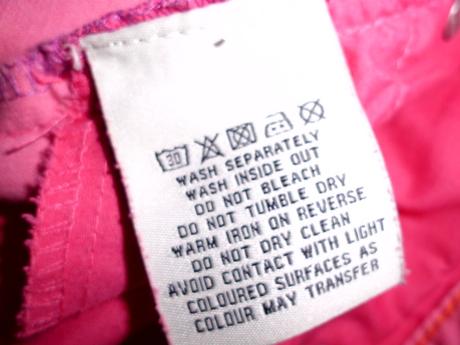 30
WASH SEPARATELY
WASH INSIDE OUT
DO NOT BLEACH
DO NOT TUMBLE DRY
WARM IRON ON REVERSE
DO NOT DRY CLEAN
AVOID CONTACT WITH LIGHT
COLOURED SURFACES AS
COLOUR MAY TRANSFER